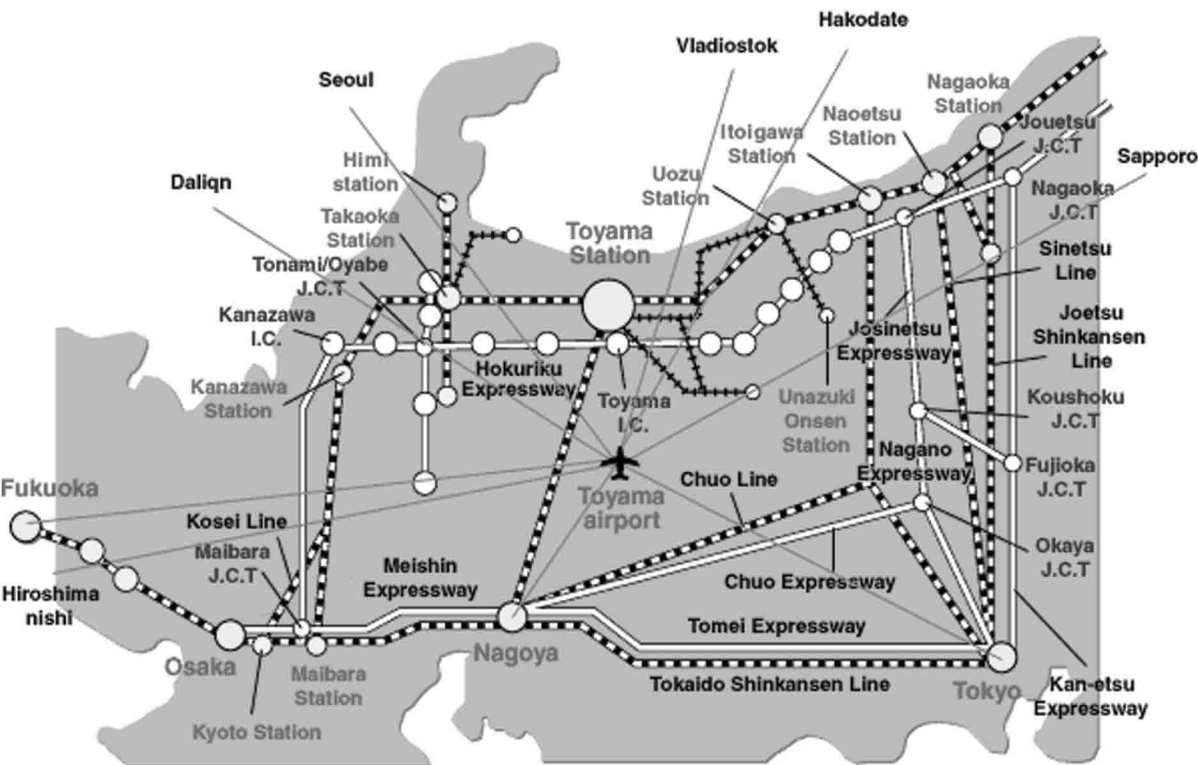 Hakodate
Vladiostok
Seoul
Nagaoka
Station
Naoetsu
Station
Jouetsu
J.C.T
Itoigawa
Station
Sapporo
Himi
station
Uozu
Station
Daliqn
Nagaoka
J.C.T
Takaoka
Station
Toyama
Station
Sinetsu
Line
Tonami/Oyabe
J.C.T
Kanazawa
I.C.
Joetsu
Shinkansen
Line
Josinetsu
Expressway
Hokuriku
Expressway
Kanazawa
Station
Toyama
I.C.
Unazuki
Onsen
Station
Koushoku
J.C.T
Nagano
Expressway
Fujioka
J.C.T
Chuo Line
Fukuoka
Toyama
airport
Kosei Line
Maibara
J.C.T
Okaya
J.C.T
Meishin
Expressway
Chuo Expressway
Hiroshima
nishi
Tomei Expressway
Osaka
Nagoya
Maibara
Station
Tokaido Shinkansen Line
Tokyo
Kan-etsu
Expressway
Kyoto Station